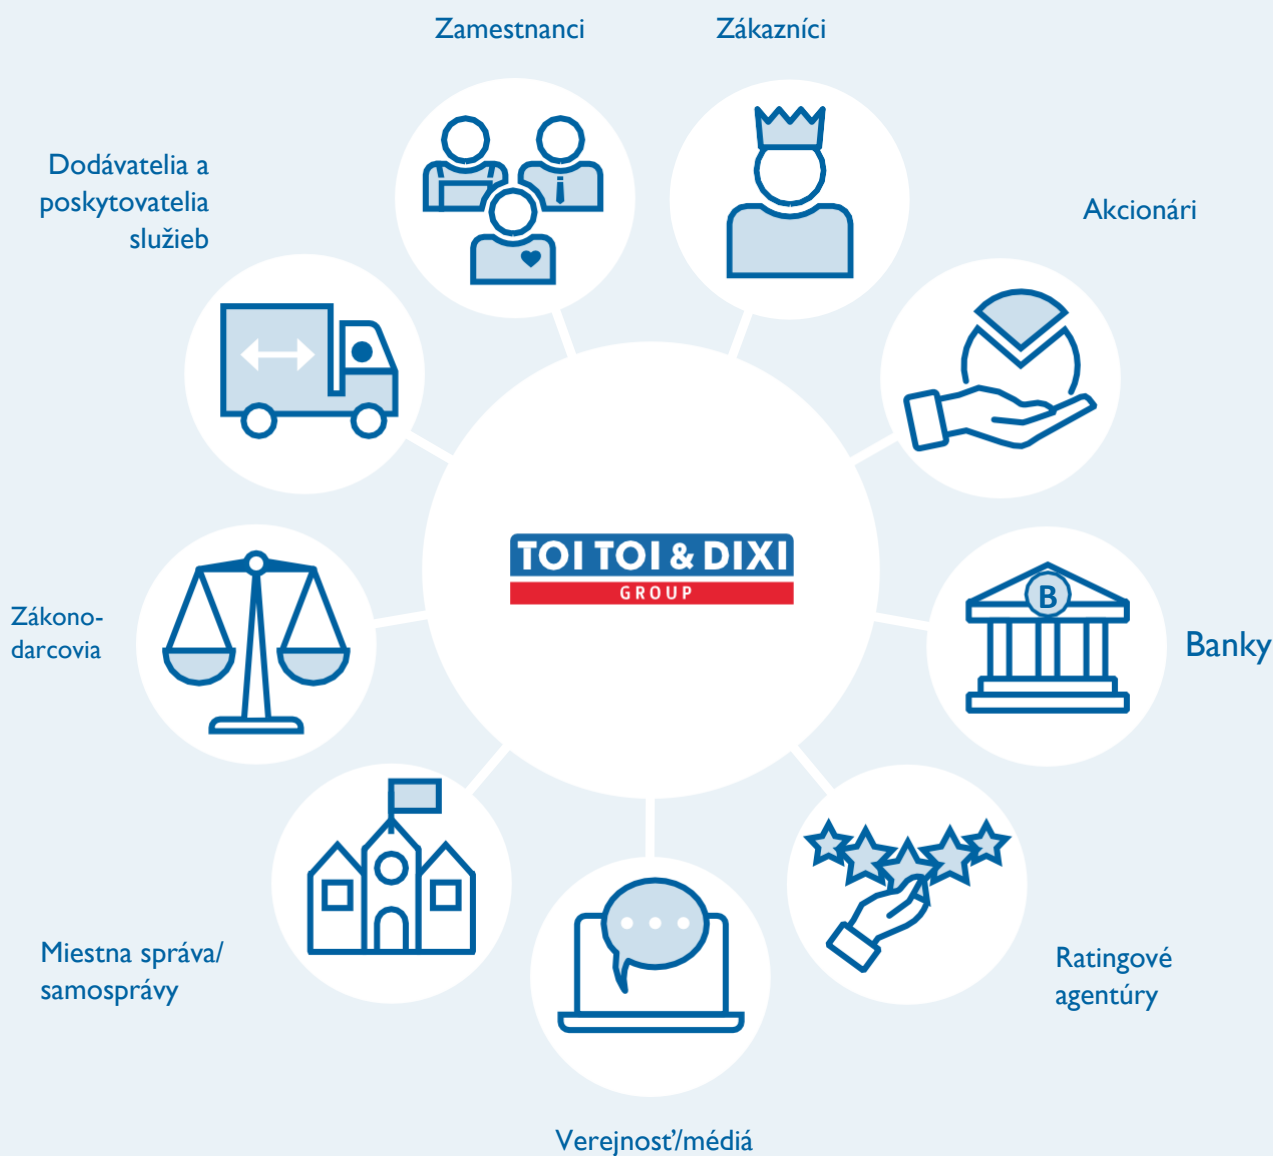 Zamestnanci
Zákazníci
Dodávatelia a
poskytovatelia
služieb
Akcionári
TOI TOI & DIXI
GROUP
B
Zákono-
darcovia
Banky
Miestna správa/
samosprávy
Ratingové
agentúry
Verejnosť/médiá